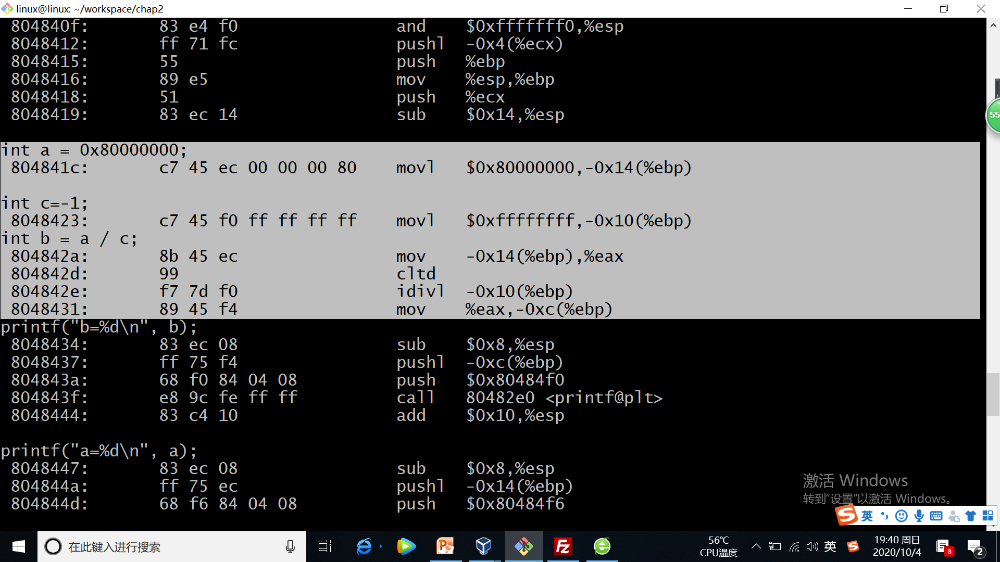 linux@linux: ~/workspace/chap2
804840f: 83 e4 f0 and $0xfffffff0,%esp
8048412: ff 71 fc pushl -0x4(%ecx)
8048415: 55 push %ebp
8048416: 89 e5 mov %esp,%ebp
8048418: 51 push %ecx
8048419: 83 ec 14 sub $0x14,%esp
int a = 0x80000000;
804841c: c7 45 ec 00 00 00 80 movl $0x80000000,-0x14(%ebp)
int c=-1;
8048423: c7 45 f0 ff ff ff ff movl $0xffffffff,-0x10(%ebp)
int b = a / c;
804842a: 8b 45 ec mov -0x14(%ebp),%eax
804842d: 99 cltd
804842e: f7 7d f0 idivl -0x10(%ebp)
8048431: 89 45 f4 mov %eax,-0xc(%ebp)
printf("b=%d\n", b);
8048434: 83 ec 08 sub $0x8,%esp
8048437: ff 75 f4 pushl -0xc(%ebp)
804843a: 68 f0 84 04 08 push $0x80484f0
804843f: e8 9c fe ff ff call 80482e0 <printf@plt>
8048444: 83 c4 10 add $0x10,%esp
printf("a=%d\n", a);
8048447: 83 ec 08 sub $0x8,%esp
804844a: ff 75 ec pushl -0x14(%ebp)
804844d: 68 f6 84 04 08 push $0x80484f6
55
激活 Windows
转到“设置”以激活 Windows。
英
在此键入进行搜索
56℃
CPU温度
英
19:40 周日
2020/10/4
8
2